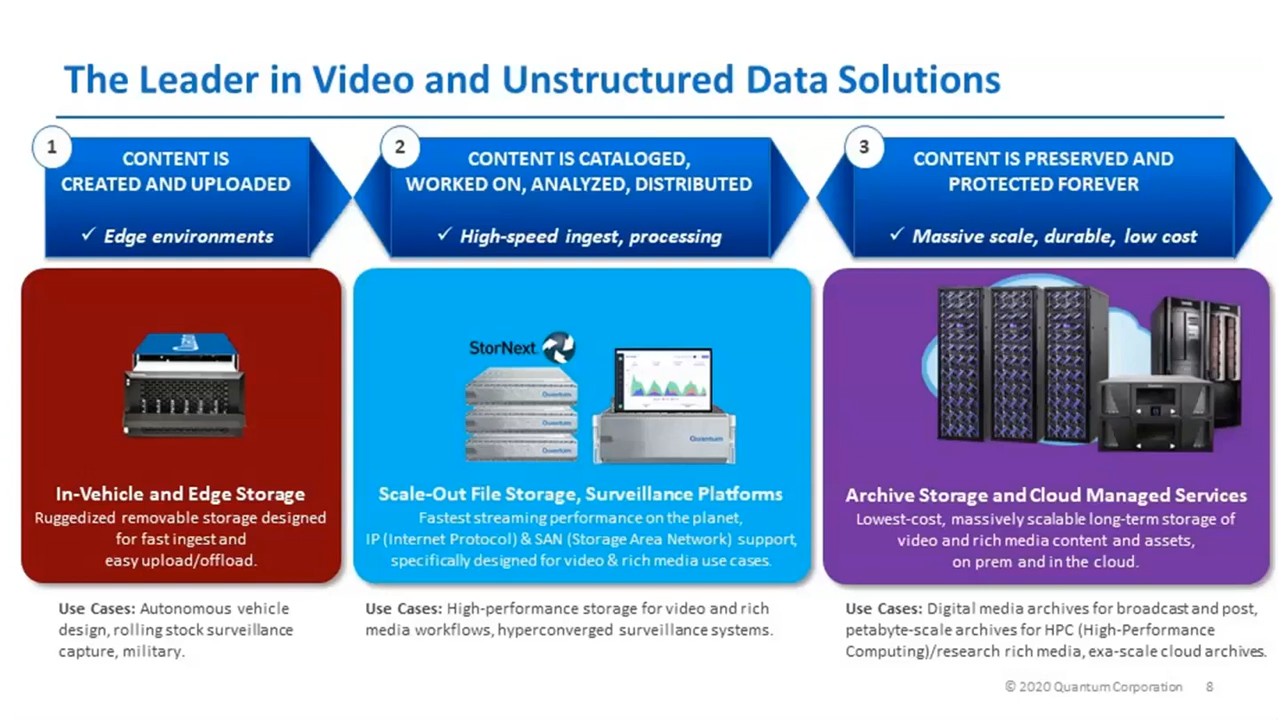 The Leader in Video and Unstructured Data Solutions
1
CONTENT IS
CREATED AND UPLOADED
✓ Edge environments
2
CONTENT IS CATALOGED,
WORKED ON, ANALYZED, DISTRIBUTED
✓ High-speed ingest, processing
3
CONTENT IS PRESERVED AND
PROTECTED FOREVER
✓ Massive scale, durable, low cost
In-Vehicle and Edge Storage
Ruggedized removable storage designed
for fast ingest and
easy upload/offload.
StorNext
Quantum
Quantum
Quantum
Quantum
Scale-Out File Storage, Surveillance Platforms
Fastest streaming performance on the planet,
IP (Internet Protocol) & SAN (Storage Area Network) support,
specifically designed for video & rich media use cases.
Archive Storage and Cloud Managed Services
Lowest-cost, massively scalable long-term storage of
video and rich media content and assets,
on prem and in the cloud.
Use Cases: Autonomous vehicle
design, rolling stock surveillance
capture, military.
Use Cases: High-performance storage for video and rich
media workflows, hyperconverged surveillance systems.
Use Cases: Digital media archives for broadcast and post,
petabyte-scale archives for HPC (High-Performance
Computing)/research rich media, exa-scale cloud archives.
© 2020 Quantum Corporation 8